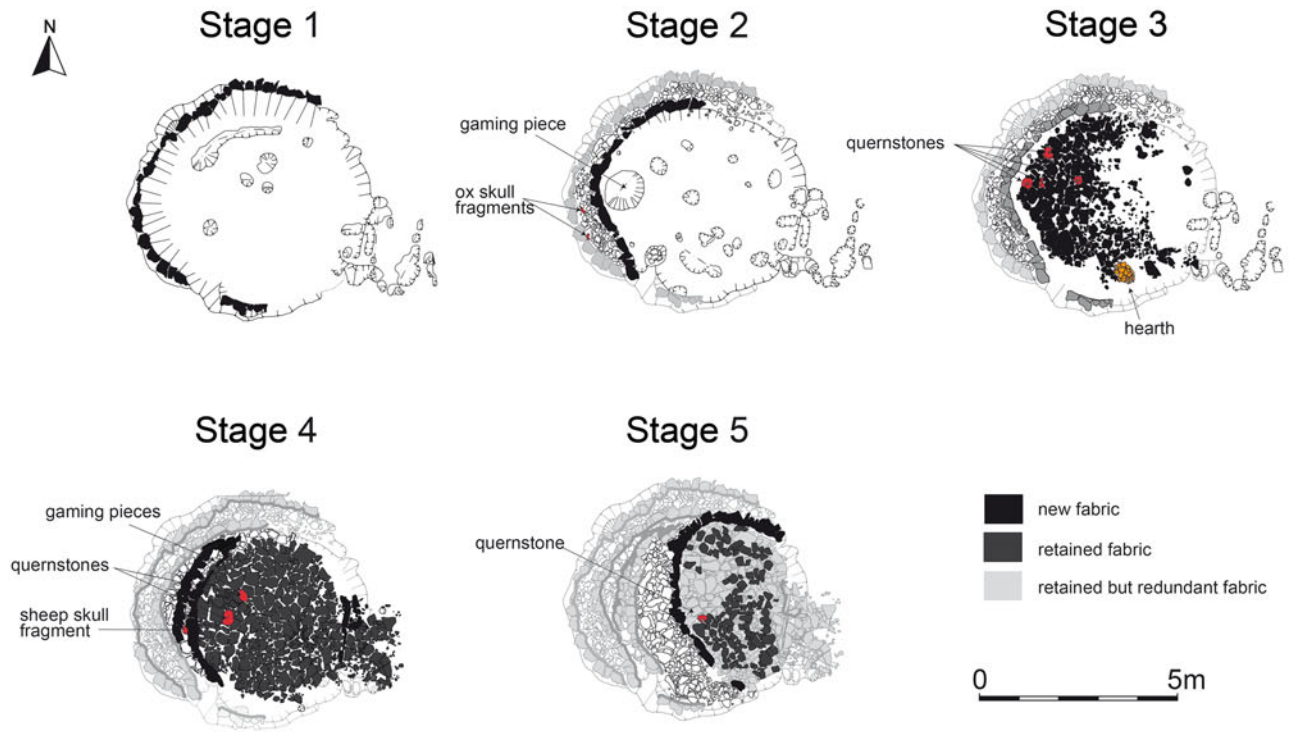 N
Stage 1
Stage 2
Stage 3
gaming piece
ox skull
fragments
quernstones
hearth
Stage 4
Stage 5
gaming pieces
quernstones
sheep skull
fragment
quernstone
new fabric
retained fabric
retained but redundant fabric
0
5m